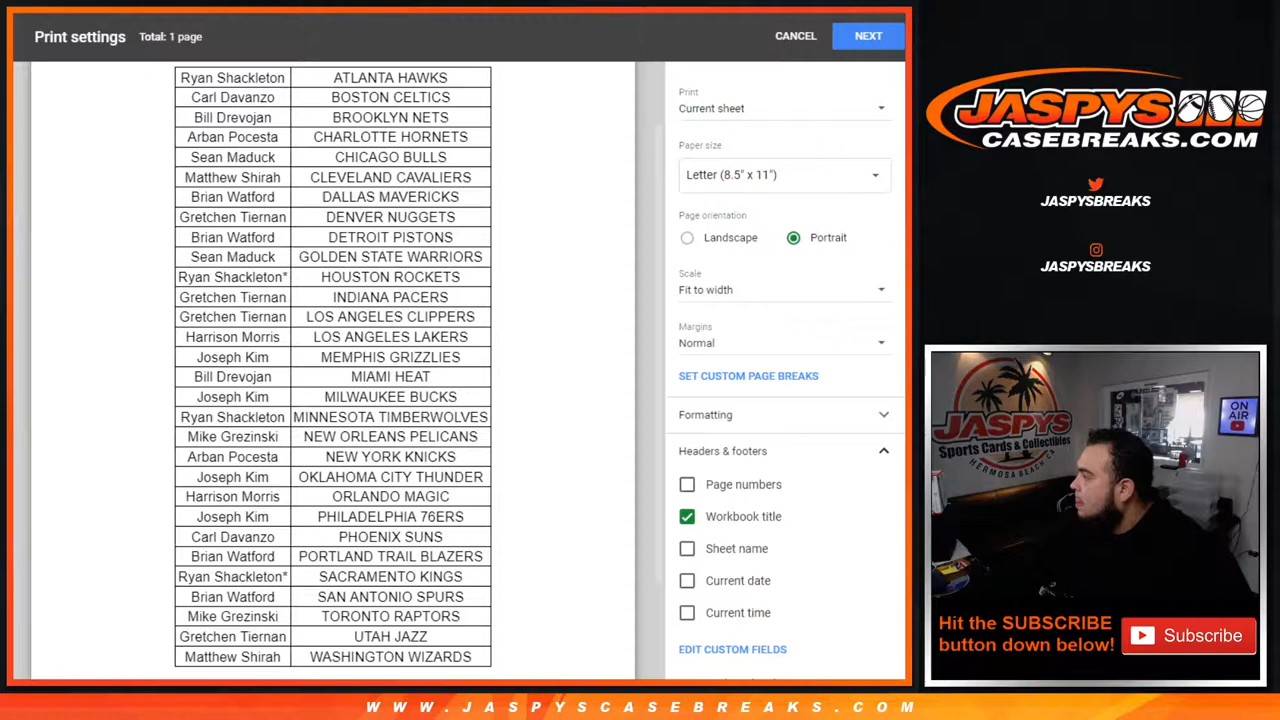 Print settings Total: 1 page CANCEL NEXT
Ryan Shackleton ATLANTA HAWKS
Carl Davanzo BOSTON CELTICS
Bill Drevojan BROOKLYN NETS
Arban Pocesta CHARLOTTE HORNETS
Sean Maduck CHICAGO BULLS
Matthew Shirah CLEVELAND CAVALIERS
Brian Watford DALLAS MAVERICKS
Gretchen Tiernan DENVER NUGGETS
Brian Watford DETROIT PISTONS
Sean Maduck GOLDEN STATE WARRIORS
Ryan Shackleton* HOUSTON ROCKETS
Gretchen Tiernan INDIANA PACERS
Gretchen Tiernan LOS ANGELES CLIPPERS
Harrison Morris LOS ANGELES LAKERS
Joseph Kim MEMPHIS GRIZZLIES
Bill Drevojan MIAMI HEAT
Joseph Kim MILWAUKEE BUCKS
Ryan Shackleton MINNESOTA TIMBERWOLVES
Mike Grezinski NEW ORLEANS PELICANS
Arban Pocesta NEW YORK KNICKS
Joseph Kim OKLAHOMA CITY THUNDER
Harrison Morris ORLANDO MAGIC
Joseph Kim PHILADELPHIA 76ERS
Carl Davanzo PHOENIX SUNS
Brian Watford PORTLAND TRAIL BLAZERS
Ryan Shackleton* SACRAMENTO KINGS
Brian Watford SAN ANTONIO SPURS
Mike Grezinski TORONTO RAPTORS
Gretchen Tiernan UTAH JAZZ
Matthew Shirah WASHINGTON WIZARDS
Print
Current sheet
Paper size
Letter (8.5" x 11")
Page orientation
Landscape Portrait
Scale
Fit to width
Margins
Normal
SET CUSTOM PAGE BREAKS
Formatting
Headers & footers
Page numbers
Workbook title
Sheet name
Current date
Current time
EDIT CUSTOM FIELDS
JASPYS
CASEBREAKS.COM
JASPYSBREAKS
JASPYSBREAKS
JASPYS
Sports Cards & Collectibles
HERMOSA BEACH CA
ON
AIR
Hit the SUBSCRIBE
button down below!
Subscribe
WWW.JASPYSCASEBREAKS.COM